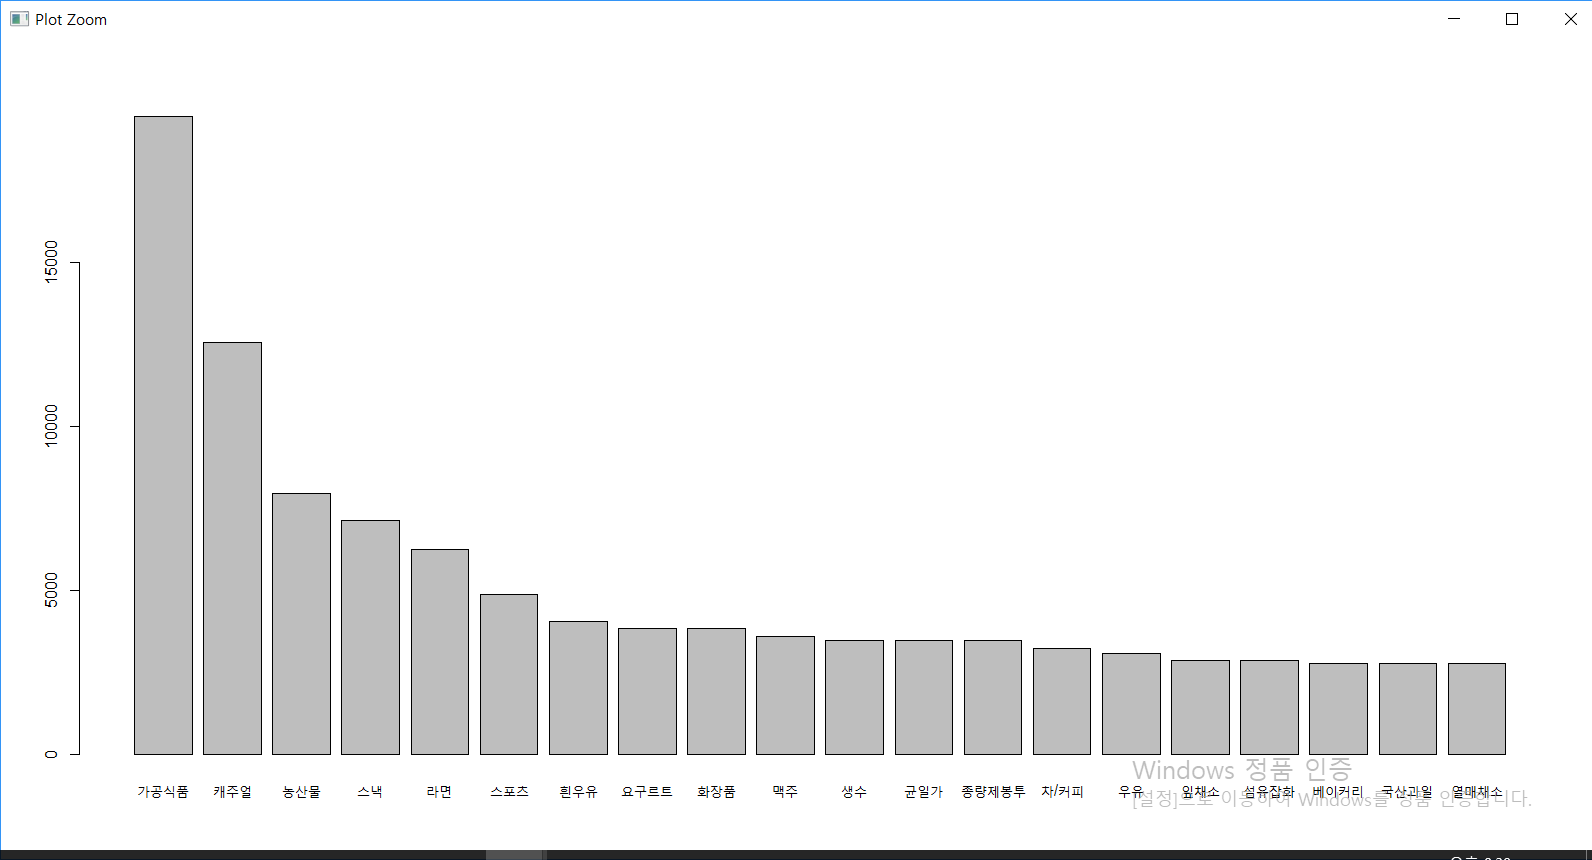 Plot Zoom
15000
10000
5000
0
가공식품 캐주얼 농산물 스낵 라면 스포츠 흰우유 요구르트 화장품 맥주 생수 균일가 종량제봉투 차/커피 우유 잎채소 섬유잡화 베이커리 국산과일 열매채소
Windows 정품 인증
[설정]으로 이동하여 Windows를 정품 인증합니다.